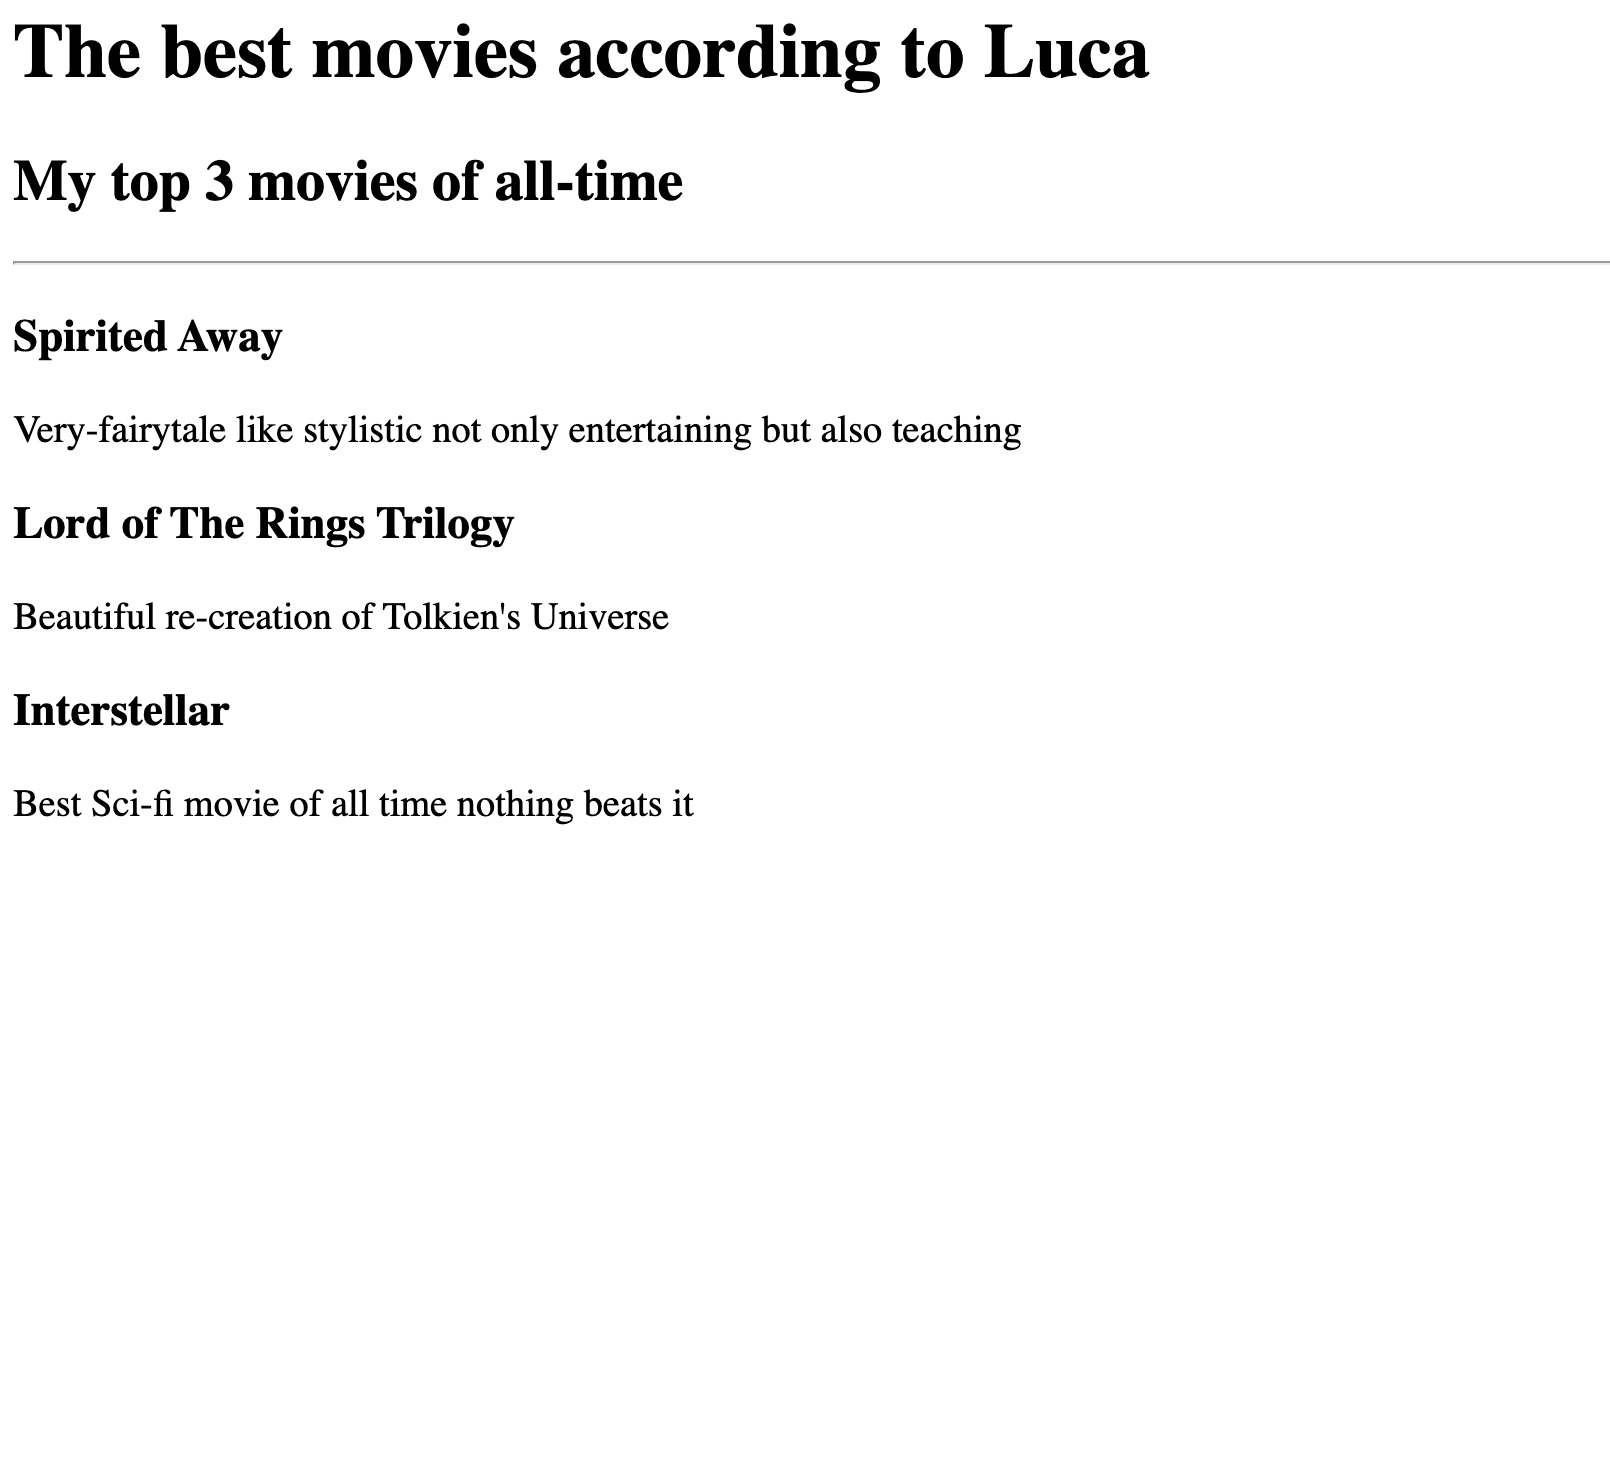 The best movies according to Luca
My top 3 movies of all-time
Spirited Away
Very-fairytale like stylistic not only entertaining but also teaching
Lord of The Rings Trilogy
Beautiful re-creation of Tolkien's Universe
Interstellar
Best Sci-fi movie of all time nothing beats it